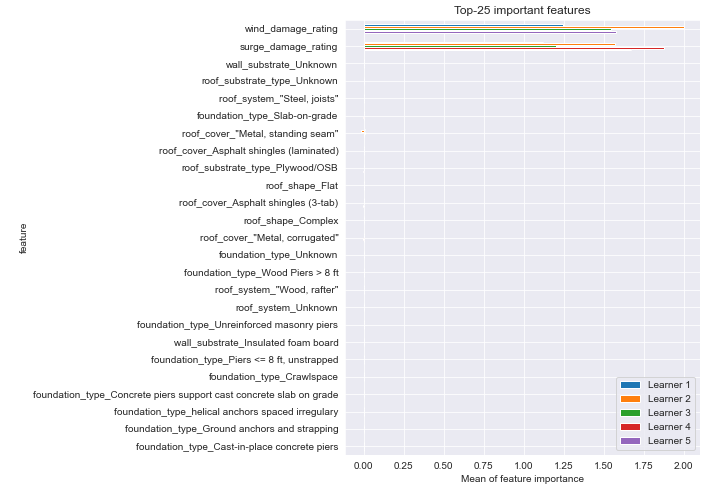 Top-25 important features
wind_damage_rating
surge_damage_rating
wall_substrate_Unknown
roof_substrate_type_Unknown
roof_system_"Steel, joists"
foundation_type_Slab-on-grade
roof_cover_"Metal, standing seam"
roof_cover_Asphalt shingles (laminated)
roof_substrate_type_Plywood/OSB
roof_shape_Flat
roof_cover_Asphalt shingles (3-tab)
roof_shape_Complex
roof_cover_"Metal, corrugated"
foundation_type_Unknown
foundation_type_Wood Piers > 8 ft
roof_system_"Wood, rafter"
roof_system_Unknown
foundation_type_Unreinforced masonry piers
wall_substrate_Insulated foam board
foundation_type_Piers <= 8 ft, unstrapped
foundation_type_Crawlspace
foundation_type_Concrete piers support cast concrete slab on grade
foundation_type_helical anchors spaced irregulary
foundation_type_Ground anchors and strapping
foundation_type_Cast-in-place concrete piers
feature
Learner 1
Learner 2
Learner 3
Learner 4
Learner 5
0.00 0.25 0.50 0.75 1.00 1.25 1.50 1.75 2.00
Mean of feature importance